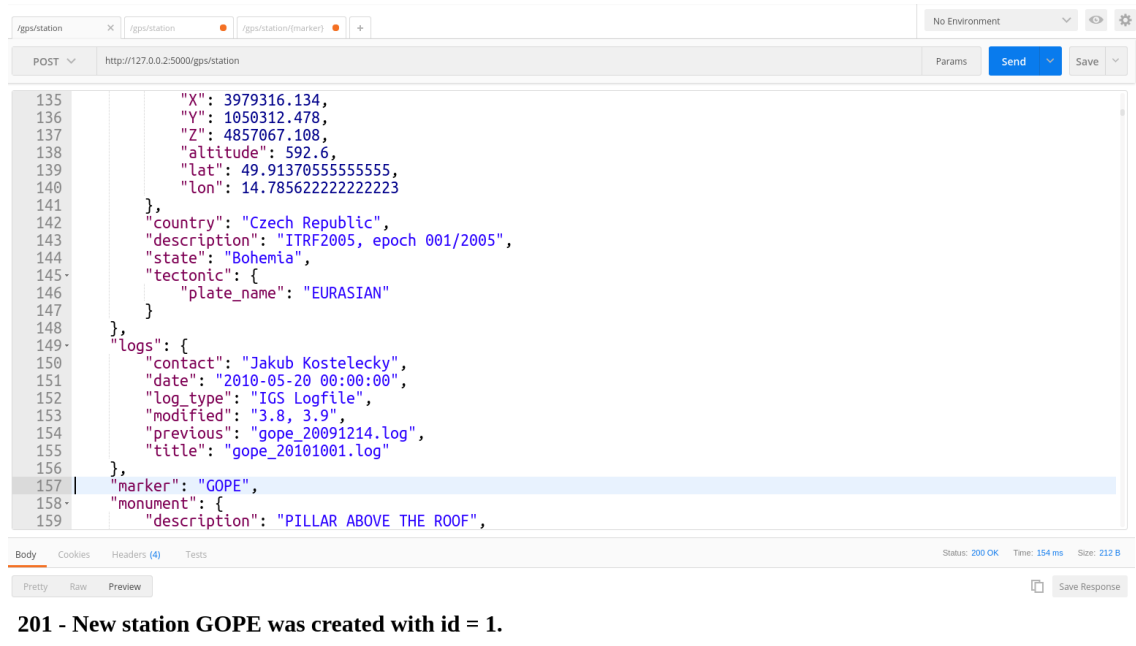 /gps/station
/gps/station
/gps/station/{marker}
+
No Environment
POST
http://127.0.0.2:5000/gps/station
Params
Send
Save
135 "X": 3979316.134,
136 "Y": 1050312.478,
137 "Z": 4857067.108,
138 "altitude": 592.6,
139 "lat": 49.91370555555555,
140 "lon": 14.785622222222223
141 },
142 "country": "Czech Republic",
143 "description": "ITRF2005, epoch 001/2005",
144 "state": "Bohemia",
145 "tectonic": {
146 "plate_name": "EURASIAN"
147 }
148 },
149 "logs": {
150 "contact": "Jakub Kostelecky",
151 "date": "2010-05-20 00:00:00",
152 "log_type": "IGS Logfile",
153 "modified": "3.8, 3.9",
154 "previous": "gope_20091214.log",
155 "title": "gope_20101001.log"
156 },
157 "marker": "GOPE",
158 "monument": {
159 "description": "PILLAR ABOVE THE ROOF",
Body Cookies Headers (4) Tests Status: 200 OK Time: 154 ms Size: 212 B
Pretty Raw Preview Save Response
201 - New station GOPE was created with id = 1.